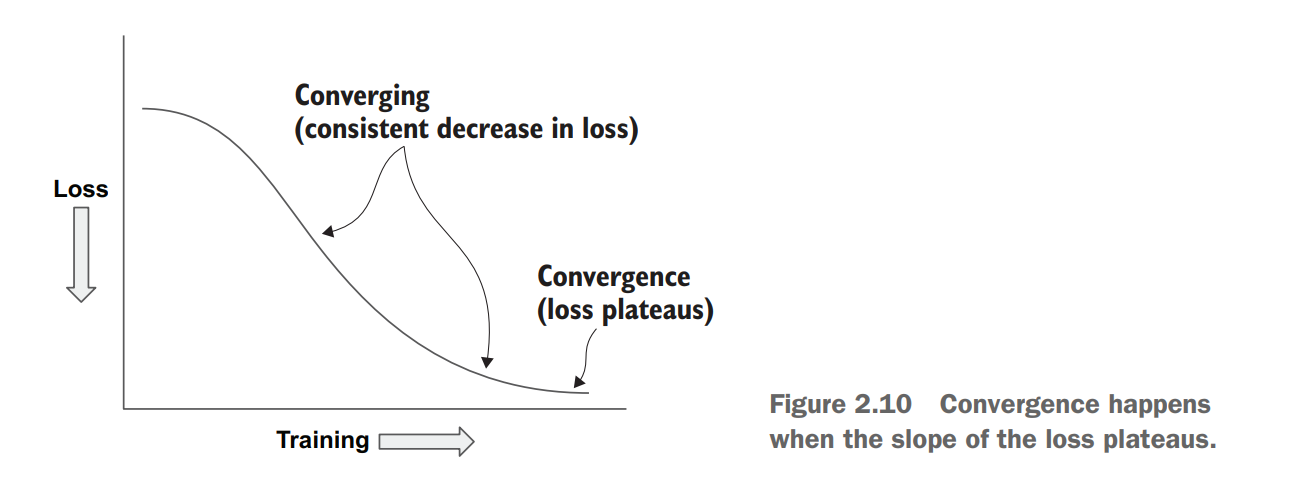 Converging
(consistent decrease in loss)
Loss
Convergence
(loss plateaus)
Training
Figure 2.10 Convergence happens
when the slope of the loss plateaus.